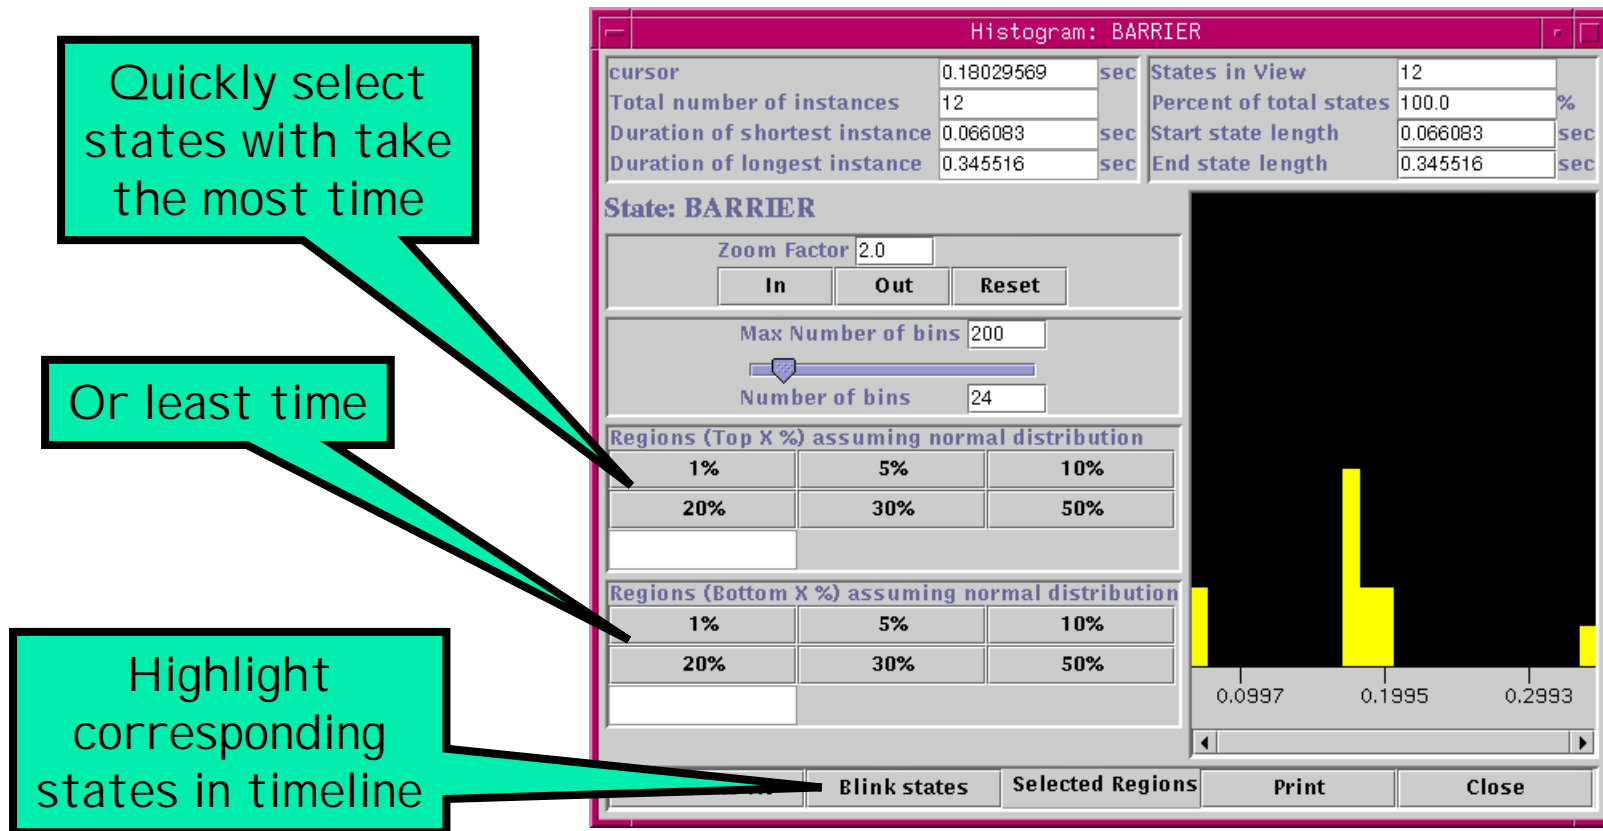 Quickly select
states with take
the most time
Or least time
Highlight
corresponding
states in timeline
Histogram: BARRIER
cursor 0.18029569 sec
Total number of instances 12
Duration of shortest instance 0.066083 sec
Duration of longest instance 0.345516 sec
States in View 12
Percent of total states 100.0 %
Start state length 0.066083 sec
End state length 0.345516 sec
State: BARRIER
Zoom Factor 2.0
In Out Reset
Max Number of bins 200
Number of bins 24
Regions (Top X %) assuming normal distribution
1% 5% 10%
20% 30% 50%
Regions (Bottom X %) assuming normal distribution
1% 5% 10%
20% 30% 50%
0.0997 0.1995 0.2993
Blink states Selected Regions Print Close